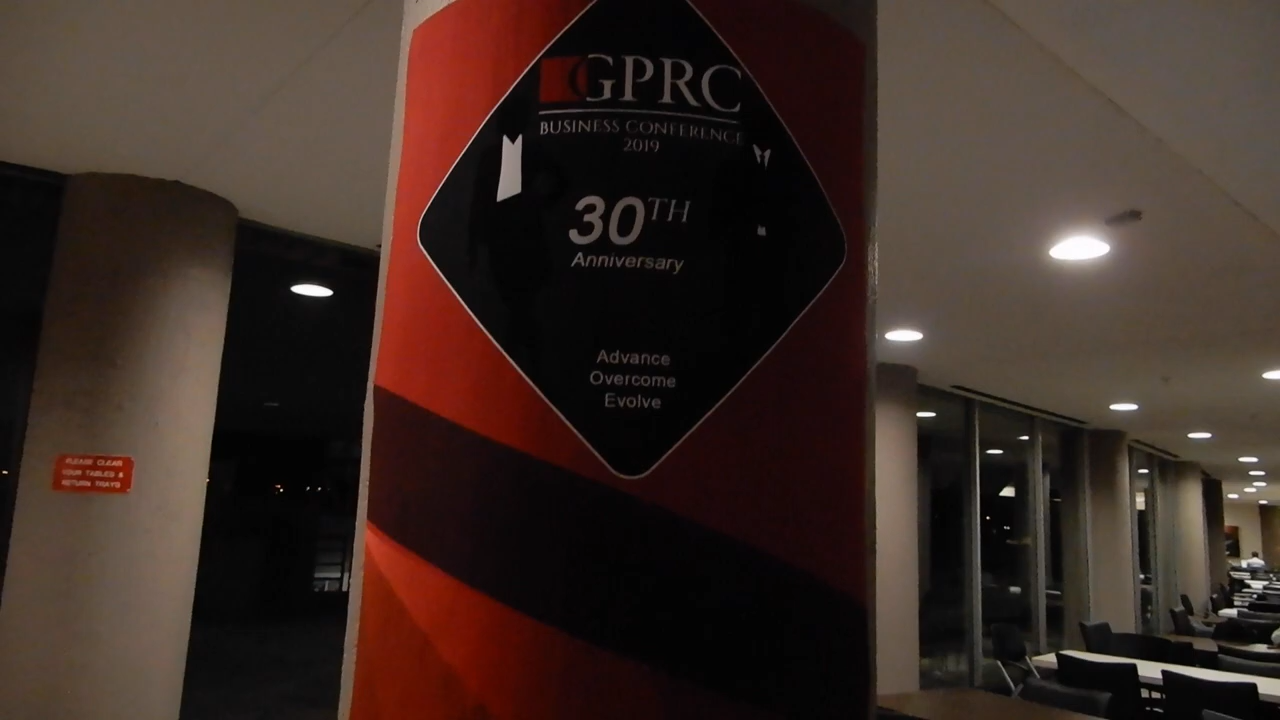 GPRC
BUSINESS CONFERENCE
2019
30TH
Anniversary
Advance
Overcome
Evolve
PLEASE CLEAR
YOUR TABLES &
RETURN TRAYS